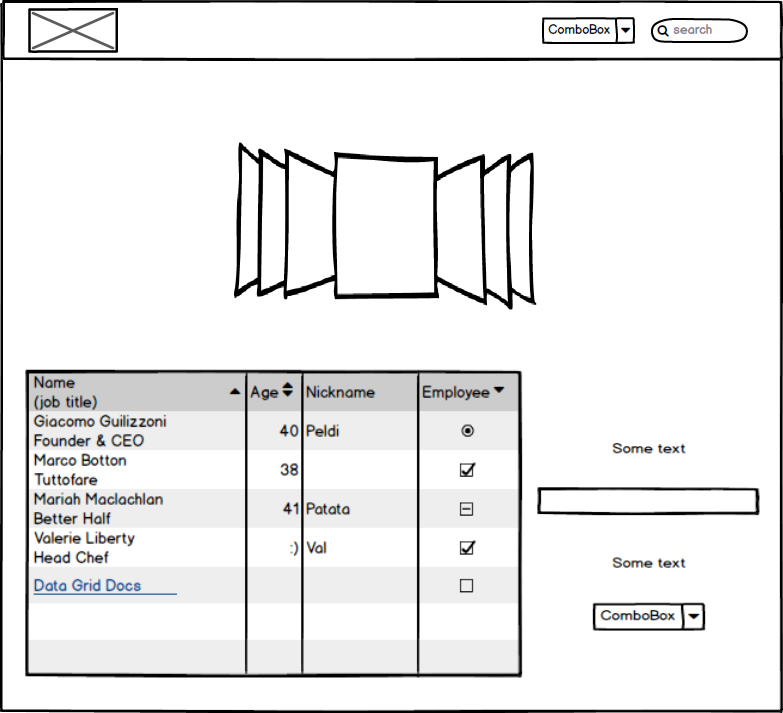 ComboBox
search
Name
(job title)
Age
Nickname
Employee
Giacomo Guilizzoni
Founder & CEO
40
Peldi
Marco Botton
Tuttofare
38
Mariah Maclachlan
Better Half
41
Patata
Valerie Liberty
Head Chef
:)
Val
Data Grid Docs
Some text
Some text
ComboBox